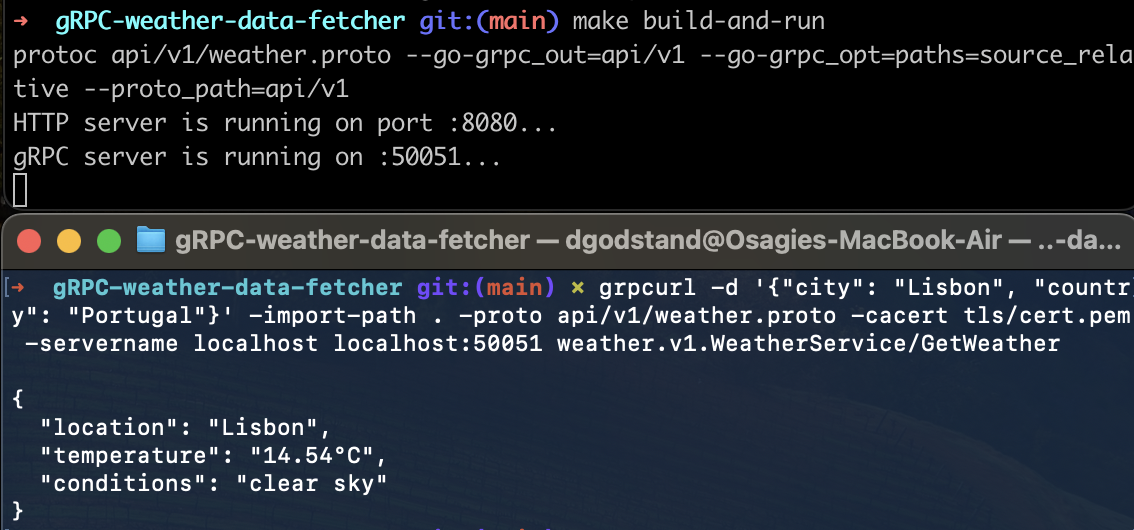 ➜  gRPC-weather-data-fetcher git:(main) make build-and-run
protoc api/v1/weather.proto --go-grpc_out=api/v1 --go-grpc_opt=paths=source_rela
tive --proto_path=api/v1
HTTP server is running on port :8080...
gRPC server is running on :50051...
gRPC-weather-data-fetcher — dgodstand@Osagies-MacBook-Air — ..-da...
[➜  gRPC-weather-data-fetcher git:(main) × grpcurl -d '{"city": "Lisbon", "countr
y": "Portugal"}' -import-path . -proto api/v1/weather.proto -cacert tls/cert.pem
 -servername localhost localhost:50051 weather.v1.WeatherService/GetWeather
{
  "location": "Lisbon",
  "temperature": "14.54°C",
  "conditions": "clear sky"
}